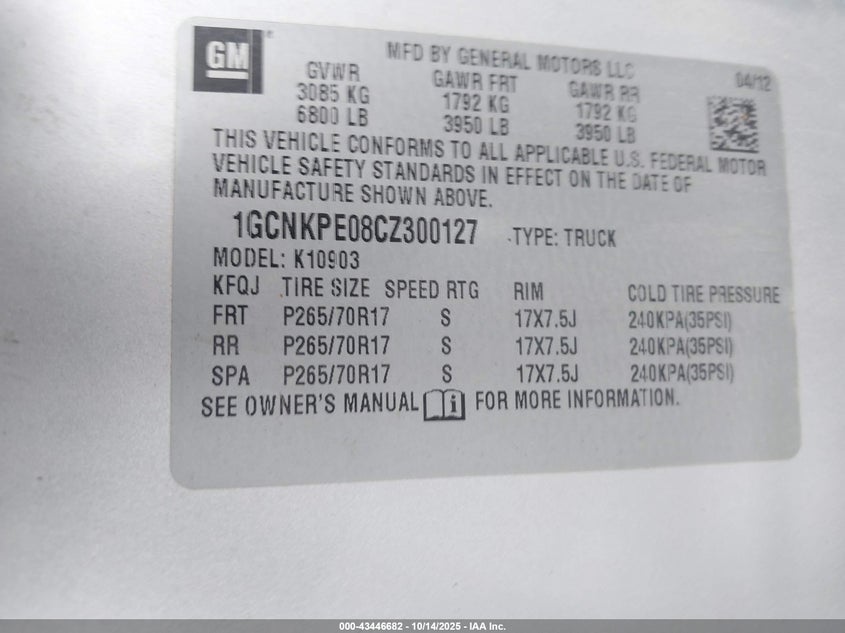 GM
MFD BY GENERAL MOTORS LLC
04/12
GVWR GAWR FRT GAWR RR
3085 KG 1792 KG 1792 KG
6800 LB 3950 LB 3950 LB
THIS VEHICLE CONFORMS TO ALL APPLICABLE U.S. FEDERAL MOTOR
VEHICLE SAFETY STANDARDS IN EFFECT ON THE DATE OF
MANUFACTURE SHOWN ABOVE.
1GCNKPE08CZ300127 TYPE: TRUCK
MODEL: K10903
KFQJ TIRE SIZE SPEED RTG RIM COLD TIRE PRESSURE
FRT P265/70R17 S 17X7.5J 240KPA(35PSI)
RR P265/70R17 S 17X7.5J 240KPA(35PSI)
SPA P265/70R17 S 17X7.5J 240KPA(35PSI)
SEE OWNER'S MANUAL i FOR MORE INFORMATION.
000-43446682 - 10/14/2025 - IAA Inc.